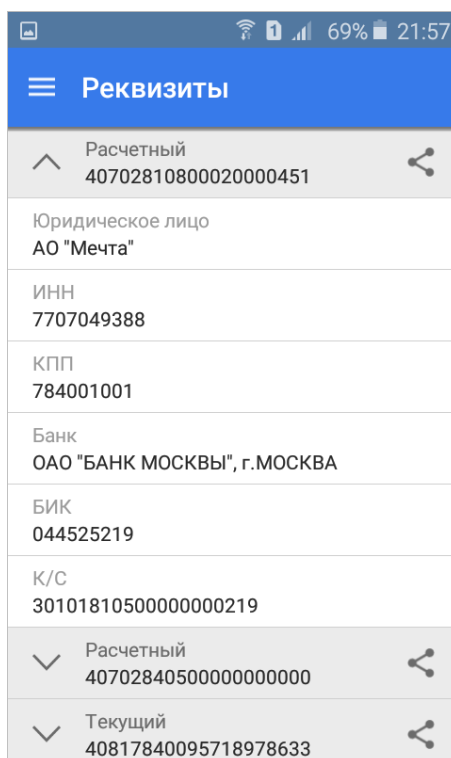 1 69% 21:57
Реквизиты
Расчетный
40702810800020000451
Юридическое лицо
АО "Мечта"
ИНН
7707049388
КПП
784001001
Банк
ОАО "БАНК МОСКВЫ", г.МОСКВА
БИК
044525219
К/С
30101810500000000219
Расчетный
40702840500000000000
Текущий
40817840095718978633